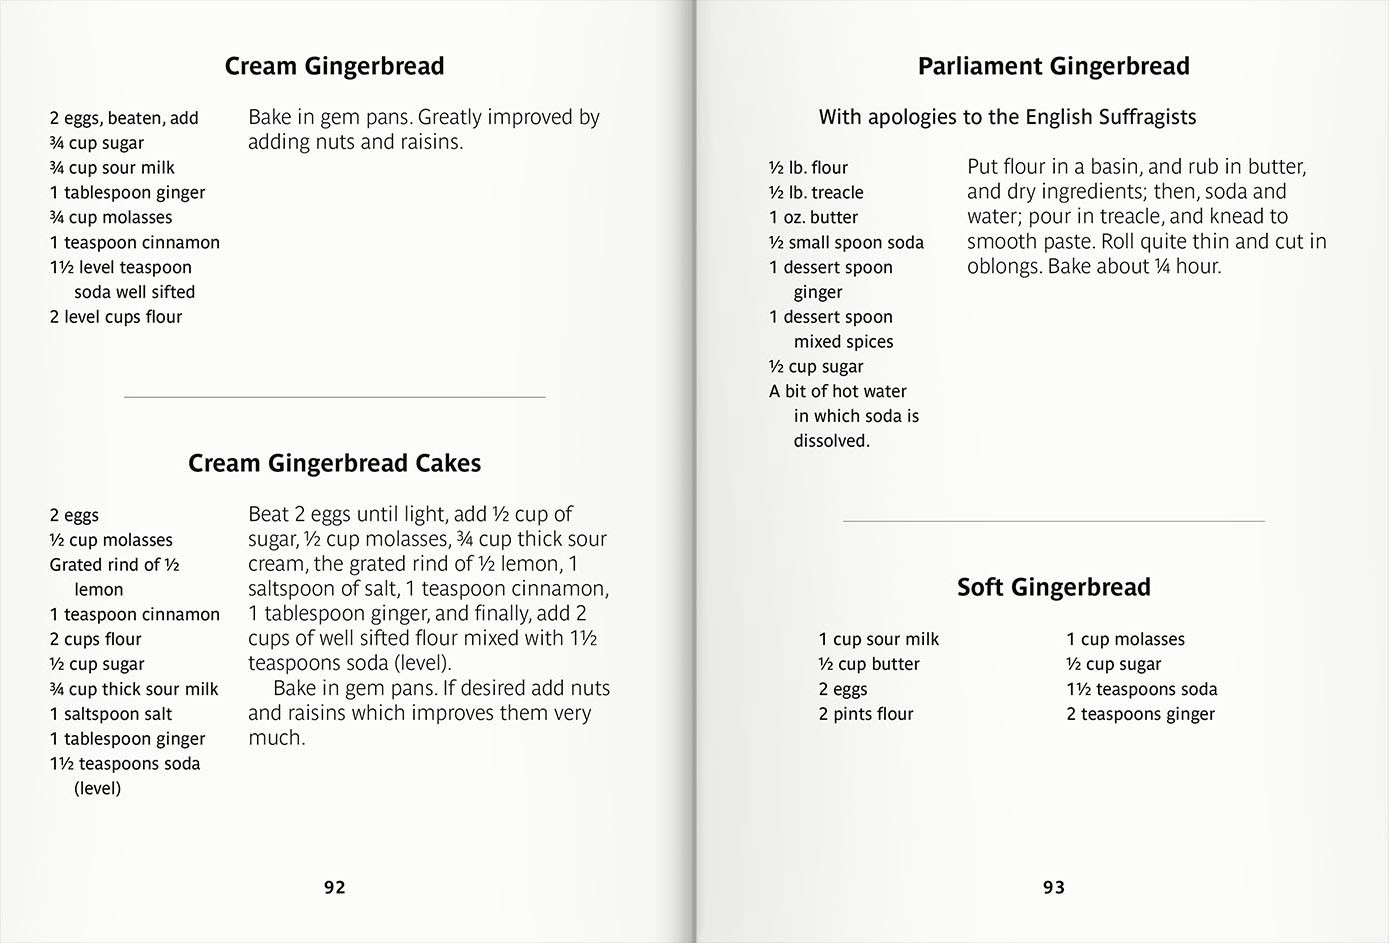 Cream Gingerbread
2 eggs, beaten, add
¾ cup sugar
¾ cup sour milk
1 tablespoon ginger
¾ cup molasses
1 teaspoon cinnamon
1½ level teaspoon
soda well sifted
2 level cups flour
Bake in gem pans. Greatly improved by
adding nuts and raisins.
Cream Gingerbread Cakes
2 eggs
½ cup molasses
Grated rind of ½
lemon
1 teaspoon cinnamon
2 cups flour
½ cup sugar
¾ cup thick sour milk
1 saltspoon salt
1 tablespoon ginger
1½ teaspoons soda
(level)
Beat 2 eggs until light, add ½ cup of
sugar, ½ cup molasses, ¾ cup thick sour
cream, the grated rind of ½ lemon, 1
saltspoon of salt, 1 teaspoon cinnamon,
1 tablespoon ginger, and finally, add 2
cups of well sifted flour mixed with 1½
teaspoons soda (level).
Bake in gem pans. If desired add nuts
and raisins which improves them very
much.
92
Parliament Gingerbread
With apologies to the English Suffragists
½ lb. flour
½ lb. treacle
1 oz. butter
½ small spoon soda
1 dessert spoon
ginger
1 dessert spoon
mixed spices
½ cup sugar
A bit of hot water
in which soda is
dissolved.
Put flour in a basin, and rub in butter,
and dry ingredients; then, soda and
water; pour in treacle, and knead to
smooth paste. Roll quite thin and cut in
oblongs. Bake about ¼ hour.
Soft Gingerbread
1 cup sour milk
½ cup butter
2 eggs
2 pints flour
1 cup molasses
½ cup sugar
1½ teaspoons soda
2 teaspoons ginger
93